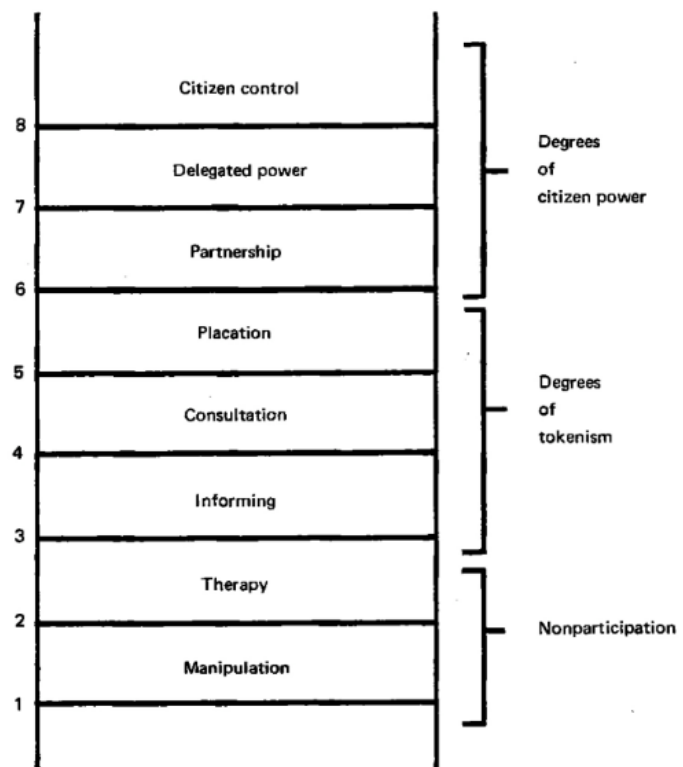 Citizen control
8
Delegated power
7
Partnership
6
Placation
5
Consultation
4
Informing
3
Therapy
2
Manipulation
1
Degrees
of
citizen power
Degrees
of
tokenism
Nonparticipation